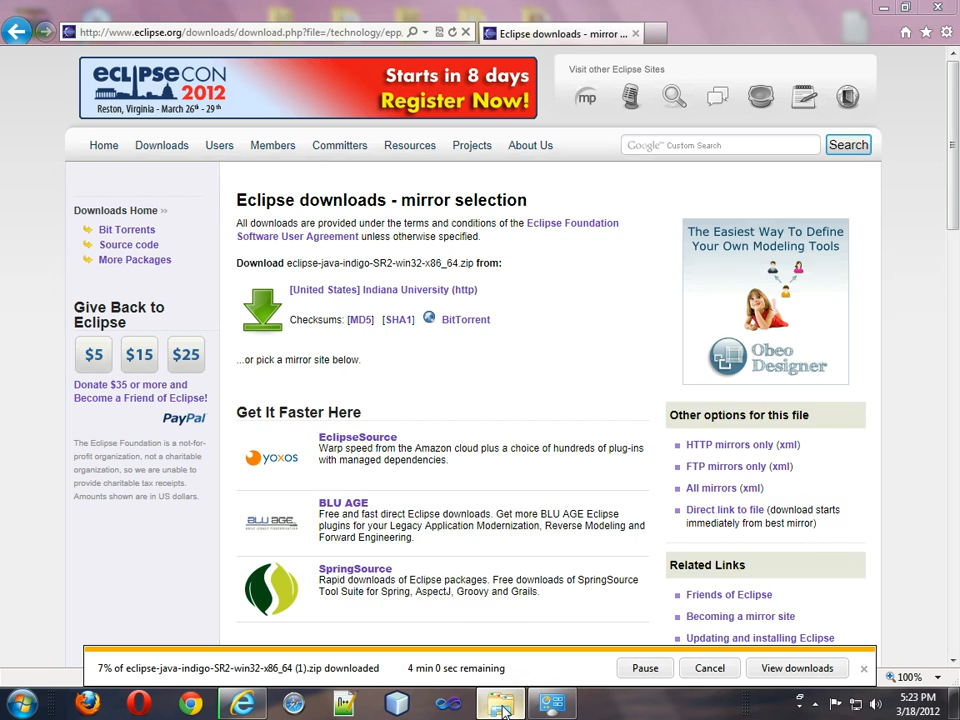 http://www.eclipse.org/downloads/download.php?file=/technology/epp
Eclipse downloads - mirror ...
eclipseCON
2012
Reston, Virginia - March 26th - 29th
Starts in 8 days
Register Now!
Visit other Eclipse Sites
mp
Home
Downloads
Users
Members
Committers
Resources
Projects
About Us
Google™ Custom Search
Search
Downloads Home >>
Bit Torrents
Source code
More Packages
Give Back to
Eclipse
$5
$15
$25
Donate $35 or more and
Become a Friend of Eclipse!
PayPal
The Eclipse Foundation is a not-for-
profit organization, not a charitable
organization, so we are unable to
provide charitable tax receipts.
Amounts shown are in US dollars.
Eclipse downloads - mirror selection
All downloads are provided under the terms and conditions of the Eclipse Foundation
Software User Agreement unless otherwise specified.
Download eclipse-java-indigo-SR2-win32-x86_64.zip from:
[United States] Indiana University (http)
Checksums: [MD5] [SHA1] BitTorrent
...or pick a mirror site below.
Get It Faster Here
yoxos
EclipseSource
Warp speed from the Amazon cloud plus a choice of hundreds of plug-ins
with managed dependencies.
BLU AGE
BLU AGE
Free and fast direct Eclipse downloads. Get more BLU AGE Eclipse
plugins for your Legacy Application Modernization, Reverse Modeling and
Forward Engineering.
SpringSource
Rapid downloads of Eclipse packages. Free downloads of SpringSource
Tool Suite for Spring, AspectJ, Groovy and Grails.
The Easiest Way To Define
Your Own Modeling Tools
Obeo
Designer
Other options for this file
HTTP mirrors only (xml)
FTP mirrors only (xml)
All mirrors (xml)
Direct link to file (download starts
immediately from best mirror)
Related Links
Friends of Eclipse
Becoming a mirror site
Updating and installing Eclipse
7% of eclipse-java-indigo-SR2-win32-x86_64 (1).zip downloaded
4 min 0 sec remaining
Pause
Cancel
View downloads
100%
5:23 PM
3/18/2012